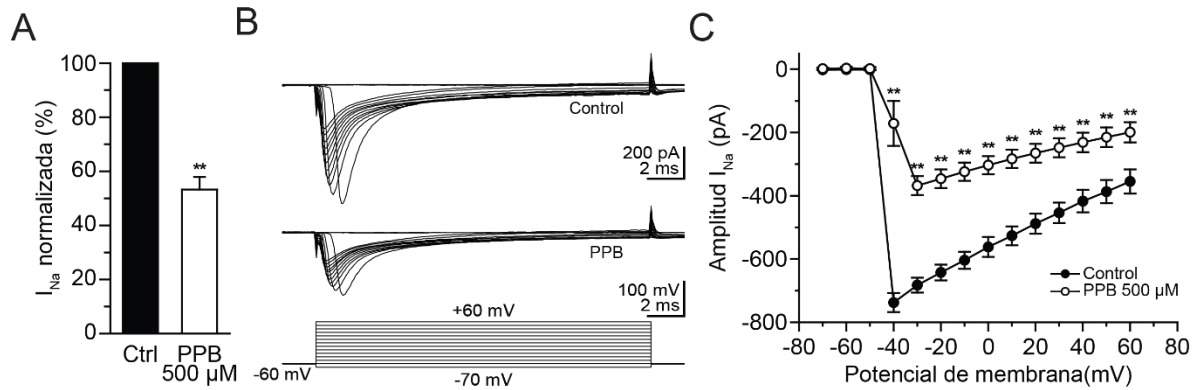 A
I_Na normalizada (%)
100
80
60
40
20
0
**
Ctrl
PPB
500 µM
B
Control
200 pA
2 ms
PPB
100 mV
2 ms
+60 mV
-60 mV
-70 mV
C
Amplitud I_Na (pA)
0
-200
-400
-600
-800
** ** ** ** ** ** ** ** ** ** **
Control
PPB 500 µM
-80 -60 -40 -20 0 20 40 60 80
Potencial de membrana(mV)